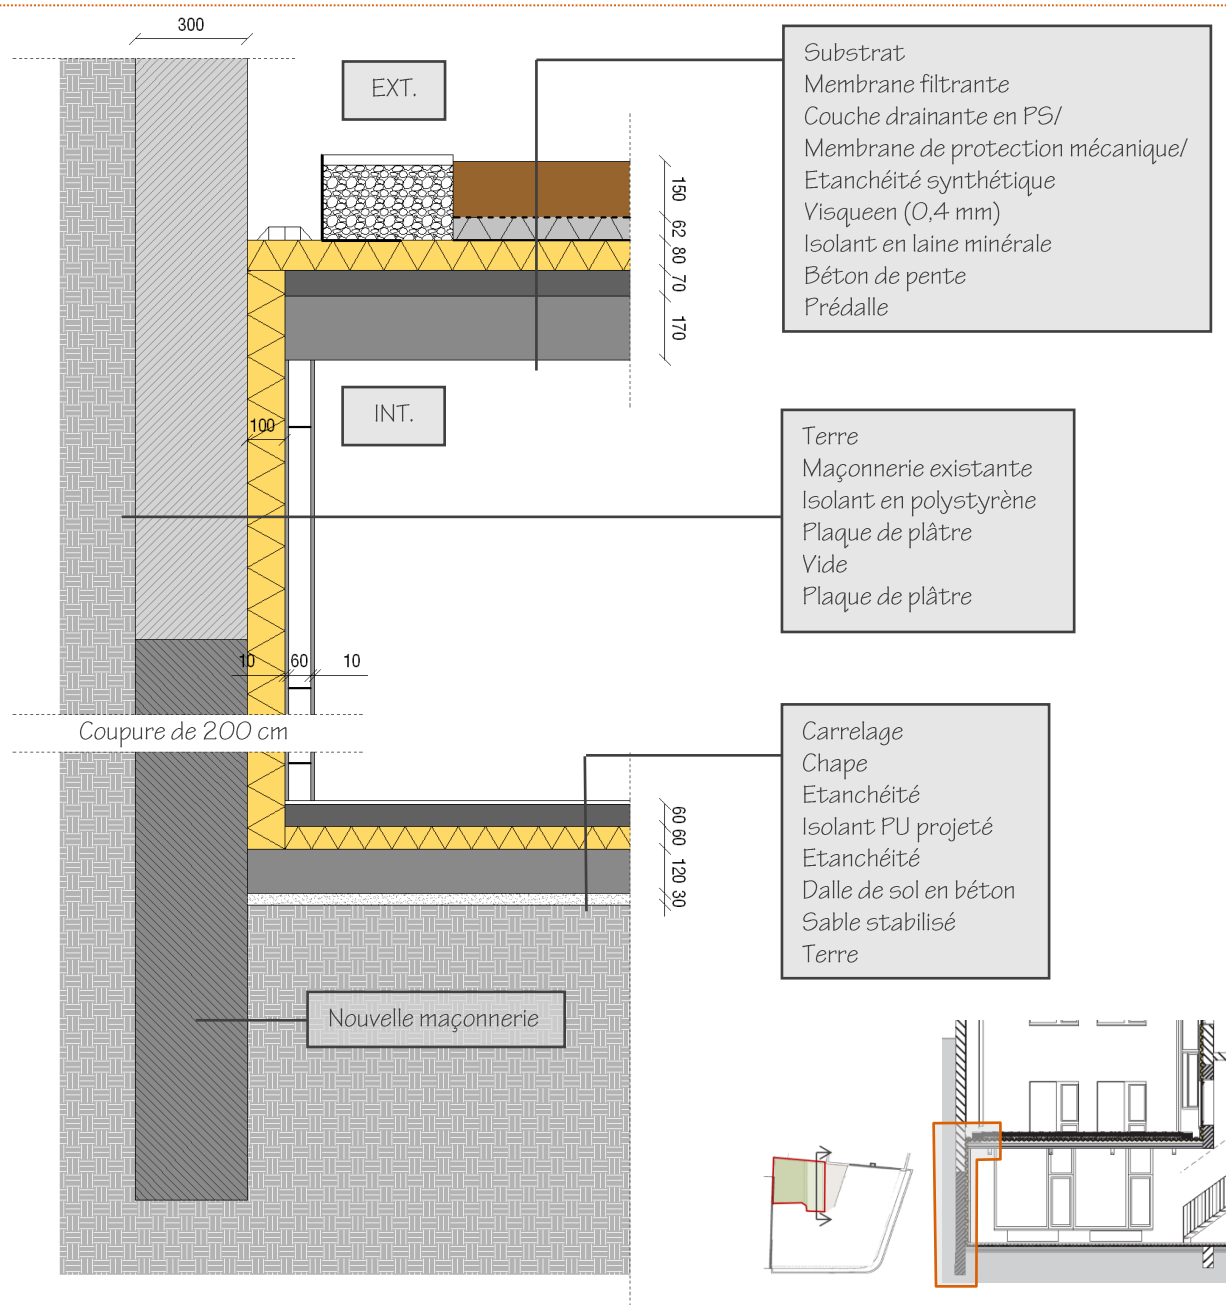 300
EXT.
Substrat
Membrane filtrante
Couche drainante en PS/
Membrane de protection mécanique/
Etanchéité synthétique
Visqueen (0,4 mm)
Isolant en laine minérale
Béton de pente
Prédalle
150
62
80
70
170
INT.
100
Terre
Maçonnerie existante
Isolant en polystyrène
Plaque de plâtre
Vide
Plaque de plâtre
10
60
10
Coupure de 200 cm
Carrelage
Chape
Etanchéité
Isolant PU projeté
Etanchéité
Dalle de sol en béton
Sable stabilisé
Terre
60
60
120
30
Nouvelle maçonnerie